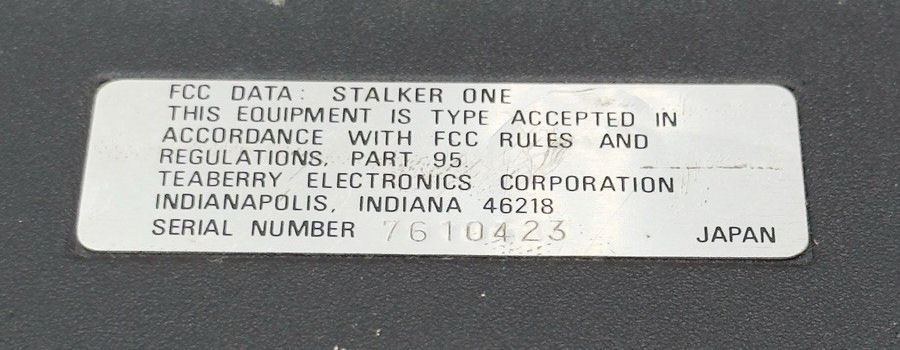 FCC DATA: STALKER ONE
THIS EQUIPMENT IS TYPE ACCEPTED IN
ACCORDANCE WITH FCC RULES AND
REGULATIONS, PART 95.
TEABERRY ELECTRONICS CORPORATION
INDIANAPOLIS, INDIANA 46218
SERIAL NUMBER 7610423 JAPAN